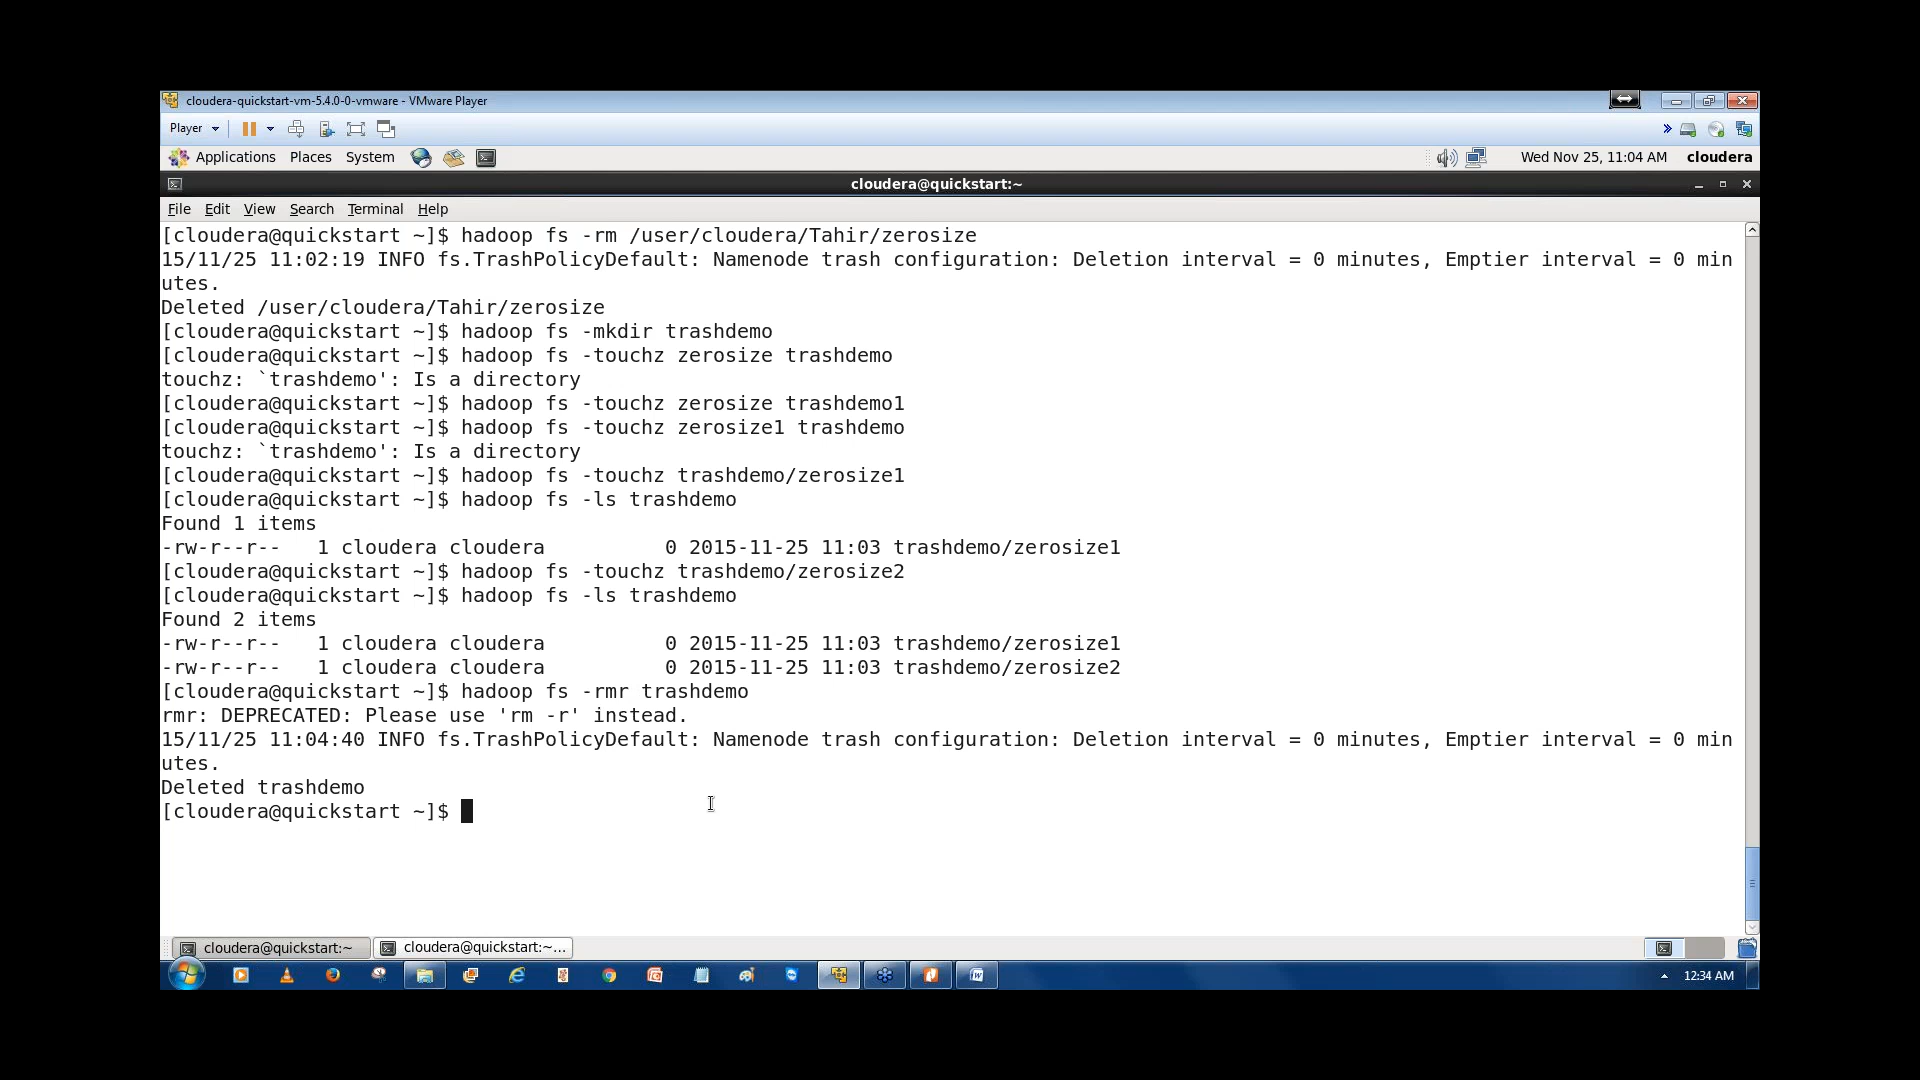 cloudera-quickstart-vm-5.4.0-0-vmware - VMware Player
Player
Applications Places System Wed Nov 25, 11:04 AM cloudera
cloudera@quickstart:~
File Edit View Search Terminal Help
[cloudera@quickstart ~]$ hadoop fs -rm /user/cloudera/Tahir/zerosize
15/11/25 11:02:19 INFO fs.TrashPolicyDefault: Namenode trash configuration: Deletion interval = 0 minutes, Emptier interval = 0 min
utes.
Deleted /user/cloudera/Tahir/zerosize
[cloudera@quickstart ~]$ hadoop fs -mkdir trashdemo
[cloudera@quickstart ~]$ hadoop fs -touchz zerosize trashdemo
touchz: `trashdemo': Is a directory
[cloudera@quickstart ~]$ hadoop fs -touchz zerosize trashdemo1
[cloudera@quickstart ~]$ hadoop fs -touchz zerosize1 trashdemo
touchz: `trashdemo': Is a directory
[cloudera@quickstart ~]$ hadoop fs -touchz trashdemo/zerosize1
[cloudera@quickstart ~]$ hadoop fs -ls trashdemo
Found 1 items
-rw-r--r--   1 cloudera cloudera          0 2015-11-25 11:03 trashdemo/zerosize1
[cloudera@quickstart ~]$ hadoop fs -touchz trashdemo/zerosize2
[cloudera@quickstart ~]$ hadoop fs -ls trashdemo
Found 2 items
-rw-r--r--   1 cloudera cloudera          0 2015-11-25 11:03 trashdemo/zerosize1
-rw-r--r--   1 cloudera cloudera          0 2015-11-25 11:03 trashdemo/zerosize2
[cloudera@quickstart ~]$ hadoop fs -rmr trashdemo
rmr: DEPRECATED: Please use 'rm -r' instead.
15/11/25 11:04:40 INFO fs.TrashPolicyDefault: Namenode trash configuration: Deletion interval = 0 minutes, Emptier interval = 0 min
utes.
Deleted trashdemo
[cloudera@quickstart ~]$
cloudera@quickstart:~ cloudera@quickstart:~...
12:34 AM